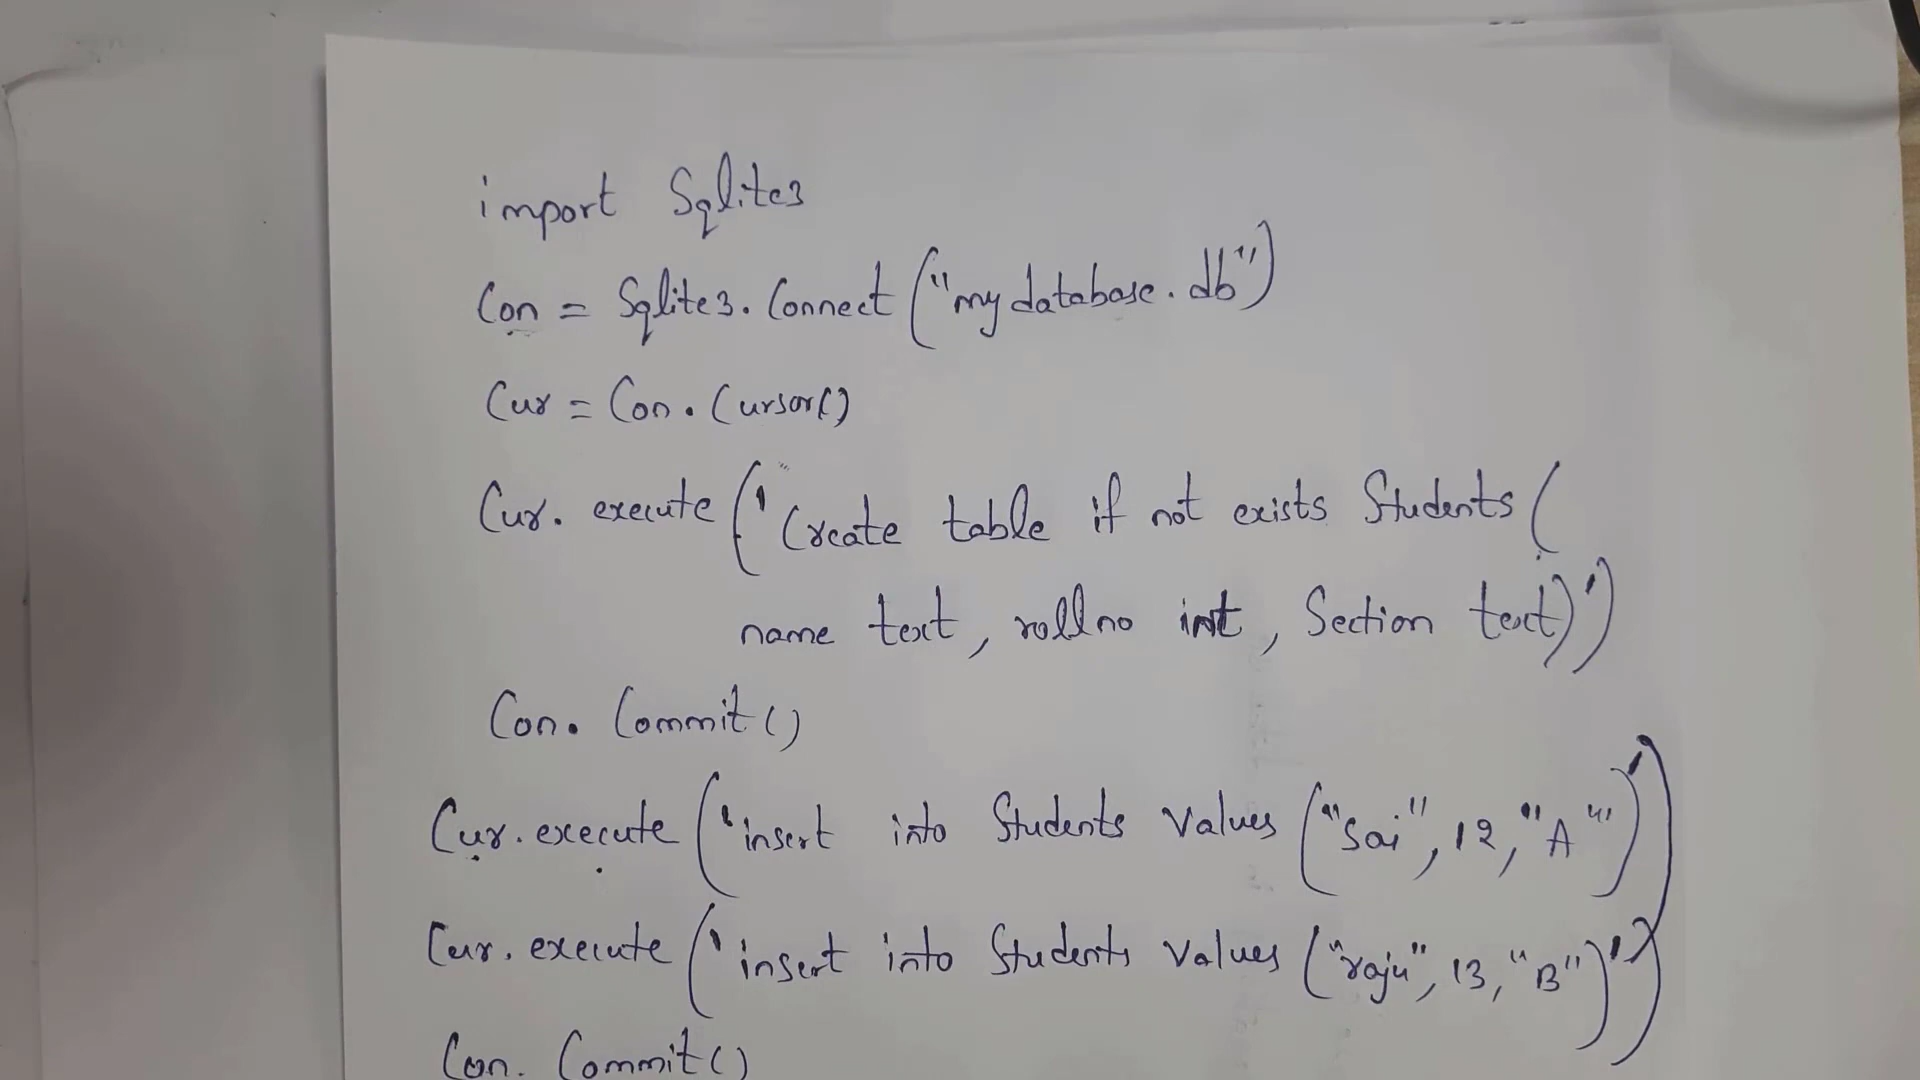 import Sqlite3
Con = Sqlite3.Connect ("mydatabase.db")
Cur = Con.Cursor()
Cur.execute ('Create table if not exists Students(
name text, rollno int, Section text)')
Con.Commit()
Cur.execute ('insert into Students Values ("Sai", 12, "A")')
Cur.execute ('insert into Students Values ("raju", 13, "B")')
Con. Commit()